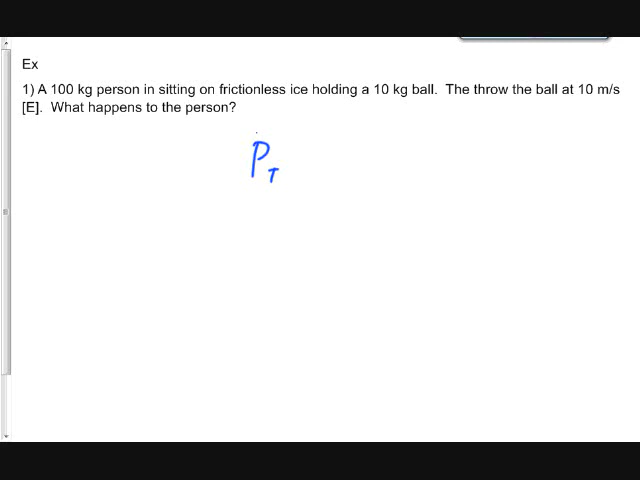 Ex
1) A 100 kg person in sitting on frictionless ice holding a 10 kg ball. The throw the ball at 10 m/s
[E]. What happens to the person?
PT